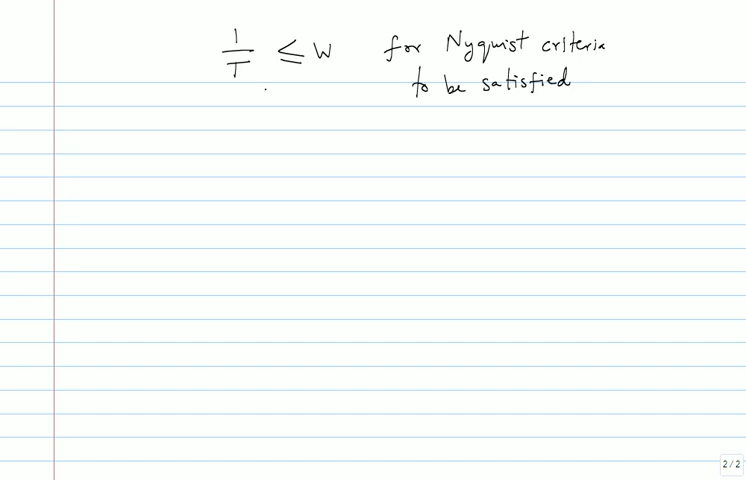 1/T ≤ W for Nyquist criteria
to be satisfied
2/2